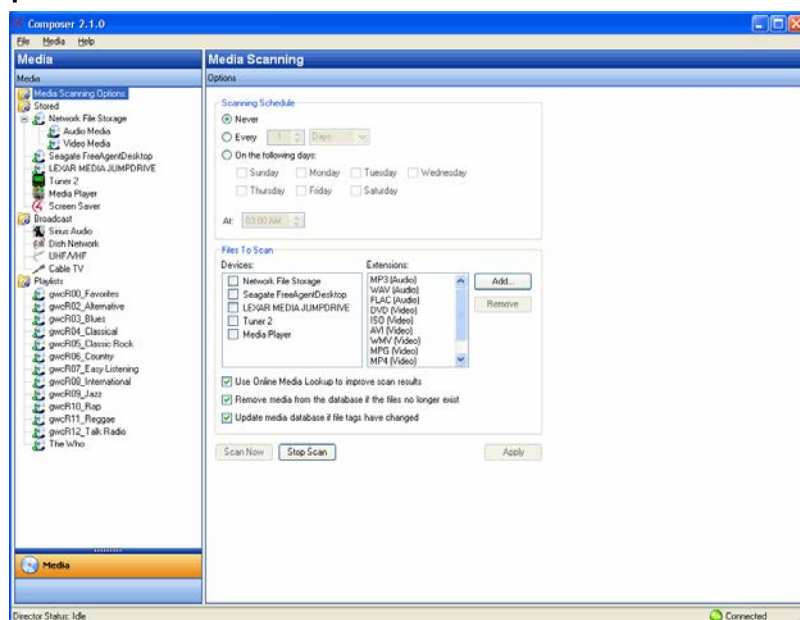 Composer 2.1.0
File Media Help
Media
Media Scanning
Media
Options
Media Scanning Options
Stored
Network File Storage
Audio Media
Video Media
Seagate FreeAgentDesktop
LEXAR MEDIA JUMPDRIVE
Tuner 2
Media Player
Screen Saver
Broadcast
Sirius Audio
Dish Network
UHF/VHF
Cable TV
Playlists
gwcR00_Favorites
gwcR02_Alternative
gwcR03_Blues
gwcR04_Classical
gwcR05_Classic Rock
gwcR06_Country
gwcR07_Easy Listening
gwcR08_International
gwcR09_Jazz
gwcR10_Rap
gwcR11_Reggae
gwcR12_Talk Radio
The Who
Media
Scanning Schedule
Never
Every 1 Days
On the following days:
Sunday Monday Tuesday Wednesday
Thursday Friday Saturday
At: 03:00 AM
Files To Scan
Devices:
Network File Storage
Seagate FreeAgentDesktop
LEXAR MEDIA JUMPDRIVE
Tuner 2
Media Player
Extensions:
MP3 (Audio)
WAV (Audio)
FLAC (Audio)
DVD (Video)
ISO (Video)
AVI (Video)
WMV (Video)
MPG (Video)
MP4 (Video)
Add...
Remove
Use Online Media Lookup to improve scan results
Remove media from the database if the files no longer exist
Update media database if file tags have changed
Scan Now Stop Scan Apply
Director Status: Idle
Connected